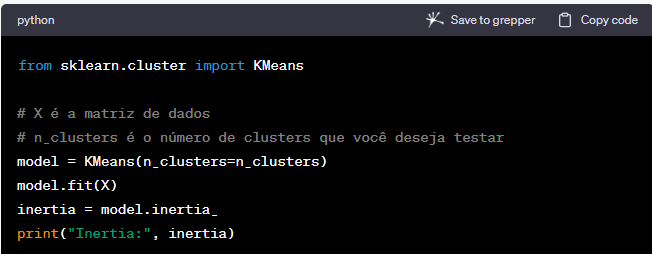 python Save to grepper Copy code
from sklearn.cluster import KMeans
# X é a matriz de dados
# n_clusters é o número de clusters que você deseja testar
model = KMeans(n_clusters=n_clusters)
model.fit(X)
inertia = model.inertia_
print("Inertia:", inertia)